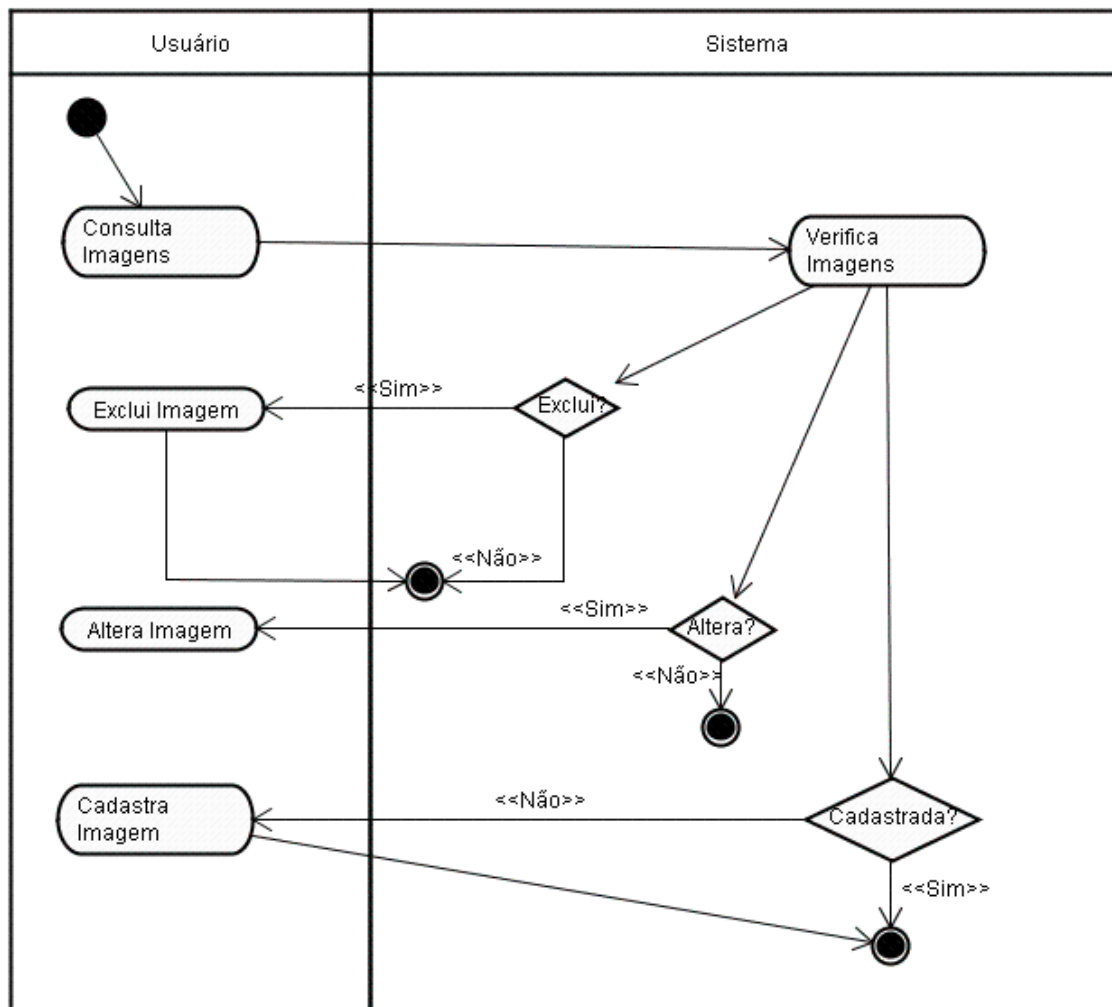 Usuário
Sistema
Consulta
Imagens
Verifica
Imagens
<<Sim>>
Exclui Imagem
Exclui?
<<Não>>
<<Sim>>
Altera Imagem
Altera?
<<Não>>
Cadastra
Imagem
<<Não>>
Cadastrada?
<<Sim>>